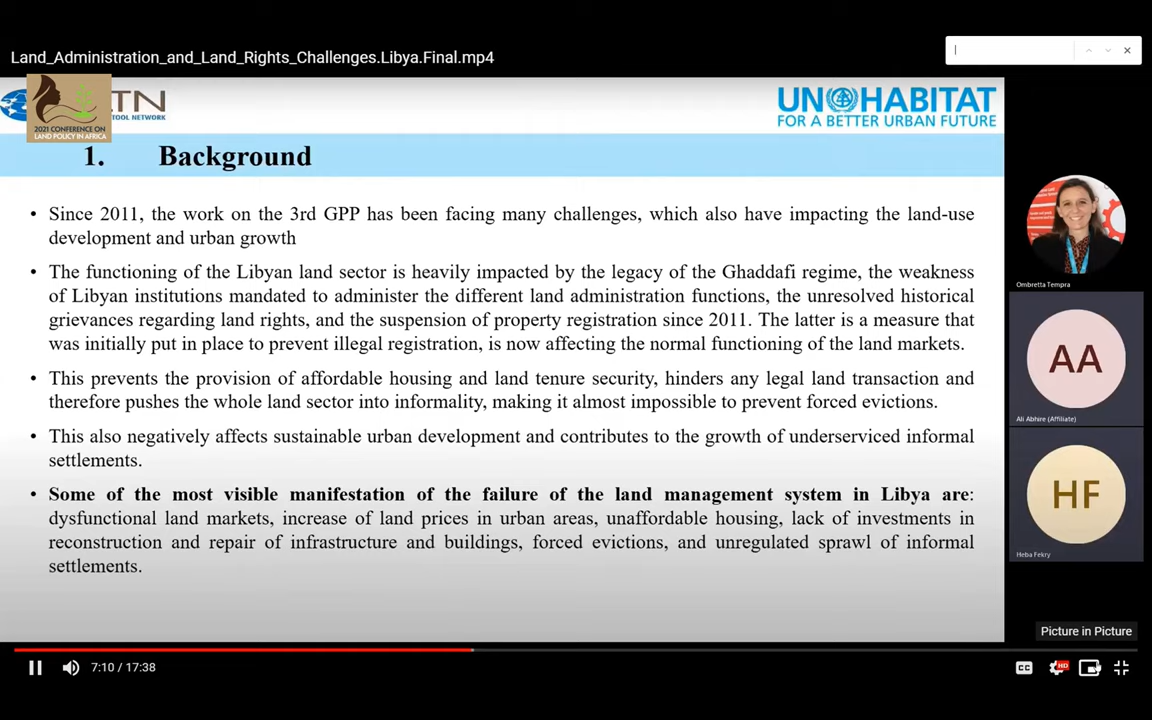 Land_Administration_and_Land_Rights_Challenges.Libya.Final.mp4
LTN
TOOL NETWORK
2021 CONFERENCE ON
LAND POLICY IN AFRICA
UN HABITAT
FOR A BETTER URBAN FUTURE
1. Background
• Since 2011, the work on the 3rd GPP has been facing many challenges, which also have impacting the land-use
development and urban growth
• The functioning of the Libyan land sector is heavily impacted by the legacy of the Ghaddafi regime, the weakness
of Libyan institutions mandated to administer the different land administration functions, the unresolved historical
grievances regarding land rights, and the suspension of property registration since 2011. The latter is a measure that
was initially put in place to prevent illegal registration, is now affecting the normal functioning of the land markets.
• This prevents the provision of affordable housing and land tenure security, hinders any legal land transaction and
therefore pushes the whole land sector into informality, making it almost impossible to prevent forced evictions.
• This also negatively affects sustainable urban development and contributes to the growth of underserviced informal
settlements.
• Some of the most visible manifestation of the failure of the land management system in Libya are:
dysfunctional land markets, increase of land prices in urban areas, unaffordable housing, lack of investments in
reconstruction and repair of infrastructure and buildings, forced evictions, and unregulated sprawl of informal
settlements.
Ombretta Tempra
AA
Ali Abhire (Affiliate)
HF
Heba Fekry
Picture in Picture
7:10 / 17:38
CC
HD